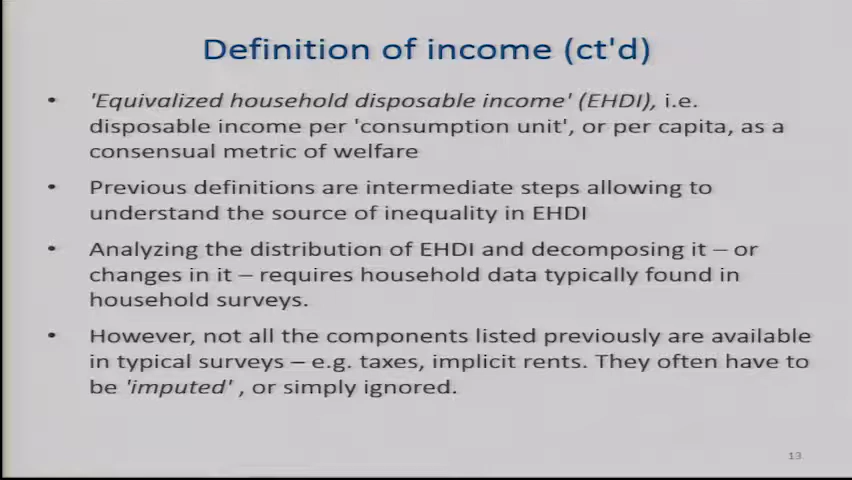 Definition of income (ct'd)
• 'Equivalized household disposable income' (EHDI), i.e.
disposable income per 'consumption unit', or per capita, as a
consensual metric of welfare
• Previous definitions are intermediate steps allowing to
understand the source of inequality in EHDI
• Analyzing the distribution of EHDI and decomposing it – or
changes in it – requires household data typically found in
household surveys.
• However, not all the components listed previously are available
in typical surveys – e.g. taxes, implicit rents. They often have to
be 'imputed' , or simply ignored.
13